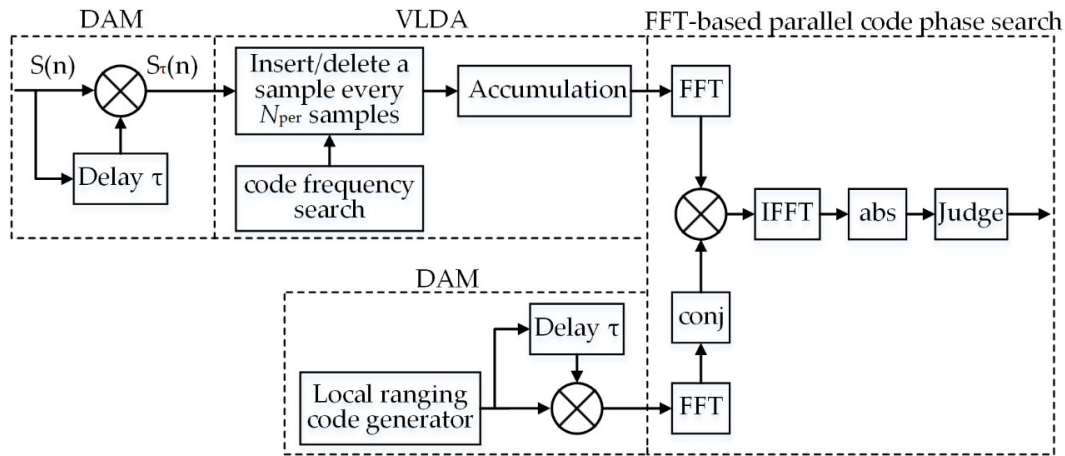 DAM
VLDA
FFT-based parallel code phase search
S(n)
Sτ(n)
Delay τ
Insert/delete a
sample every
Nper samples
code frequency
search
Accumulation
FFT
IFFT
abs
Judge
conj
FFT
DAM
Delay τ
Local ranging
code generator